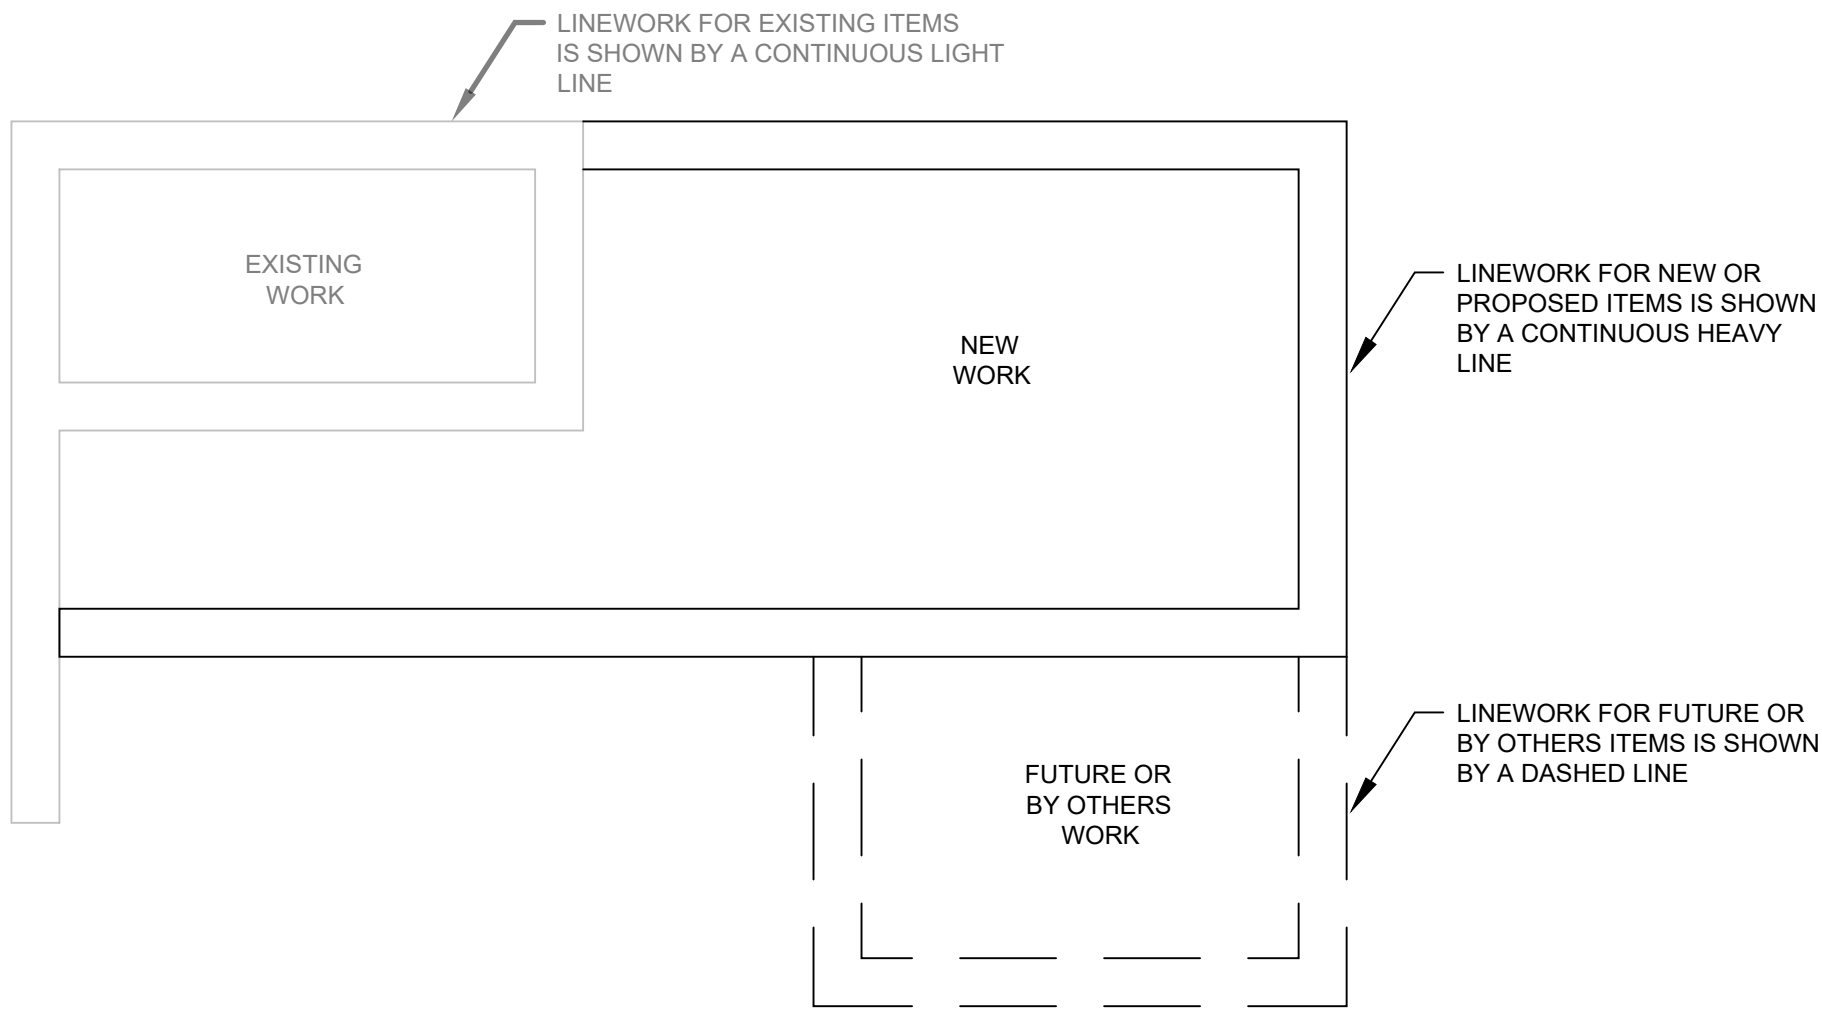 LINEWORK FOR EXISTING ITEMS
IS SHOWN BY A CONTINUOUS LIGHT
LINE
EXISTING
WORK
LINEWORK FOR NEW OR
PROPOSED ITEMS IS SHOWN
BY A CONTINUOUS HEAVY
LINE
NEW
WORK
LINEWORK FOR FUTURE OR
BY OTHERS ITEMS IS SHOWN
BY A DASHED LINE
FUTURE OR
BY OTHERS
WORK